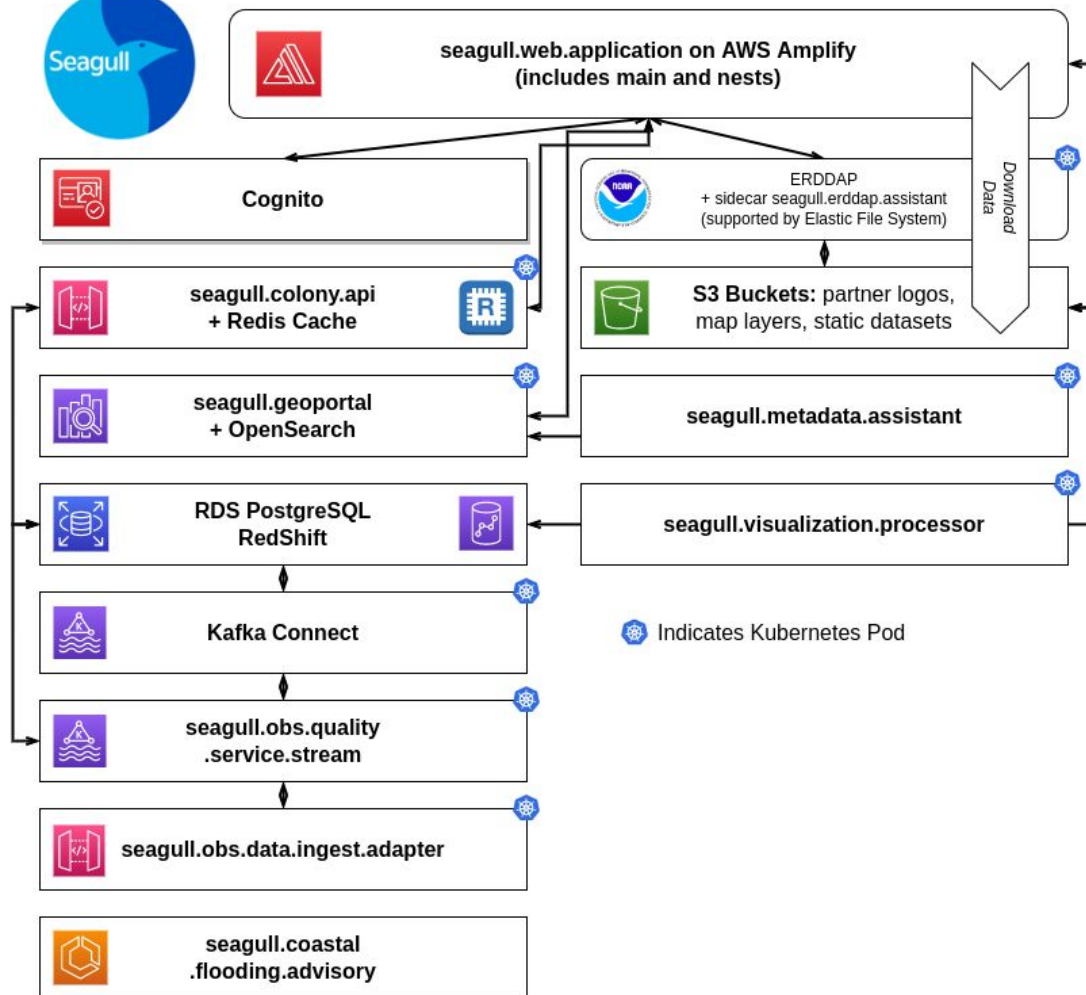 Seagull
seagull.web.application on AWS Amplify
(includes main and nests)
Cognito
NOAA
ERDDAP
+ sidecar seagull.erddap.assistant
(supported by Elastic File System)
Download
Data
seagull.colony.api
+ Redis Cache
R
S3 Buckets: partner logos,
map layers, static datasets
seagull.geoportal
+ OpenSearch
seagull.metadata.assistant
RDS PostgreSQL
RedShift
seagull.visualization.processor
K
Kafka Connect
Indicates Kubernetes Pod
K
seagull.obs.quality
.service.stream
seagull.obs.data.ingest.adapter
seagull.coastal
.flooding.advisory